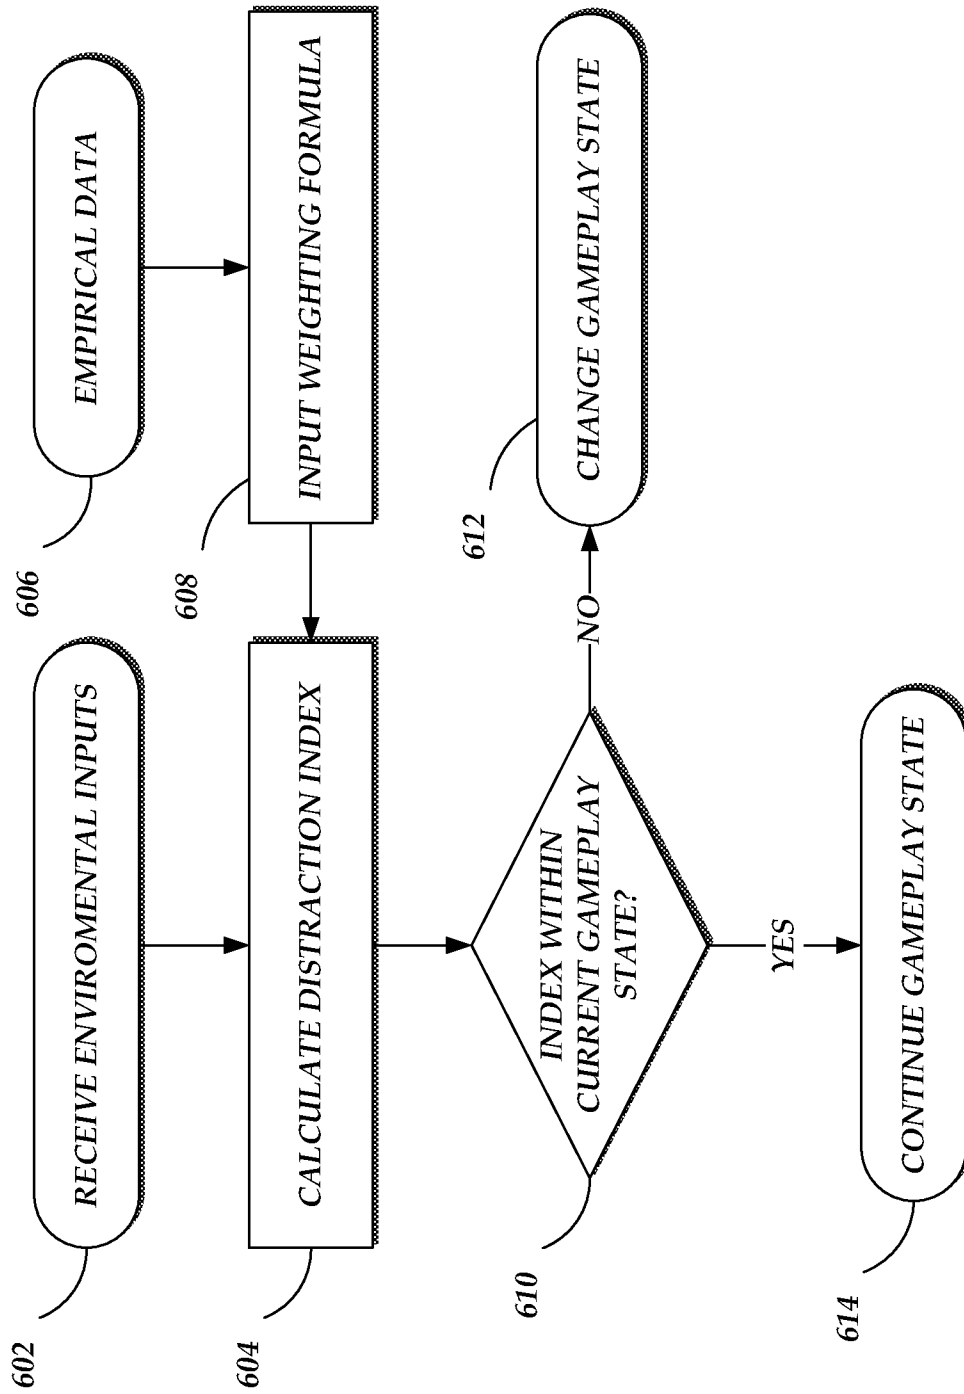 602
RECEIVE ENVIROMENTAL INPUTS
606
EMPIRICAL DATA
604
CALCULATE DISTRACTION INDEX
608
INPUT WEIGHTING FORMULA
610
INDEX WITHIN
CURRENT GAMEPLAY
STATE?
NO
612
CHANGE GAMEPLAY STATE
YES
614
CONTINUE GAMEPLAY STATE